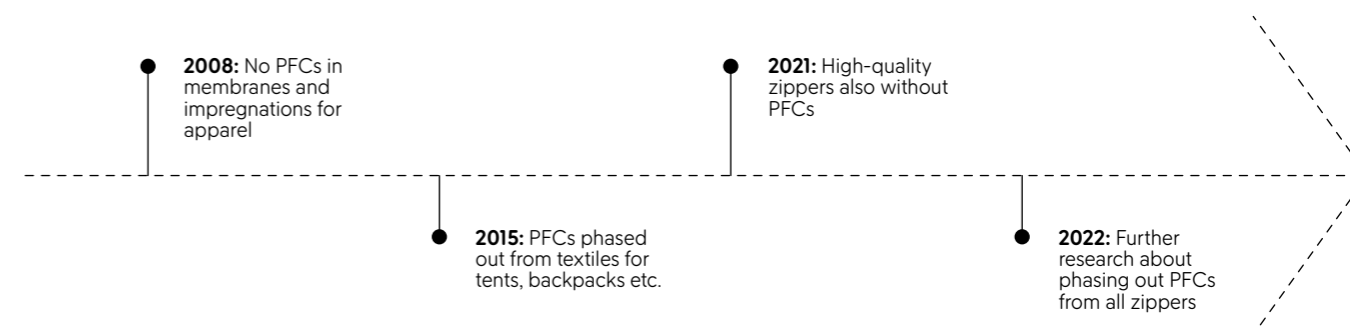 2008: No PFCs in
membranes and
impregnations for
apparel
2015: PFCs phased
out from textiles for
tents, backpacks etc.
2021: High-quality
zippers also without
PFCs
2022: Further
research about
phasing out PFCs
from all zippers